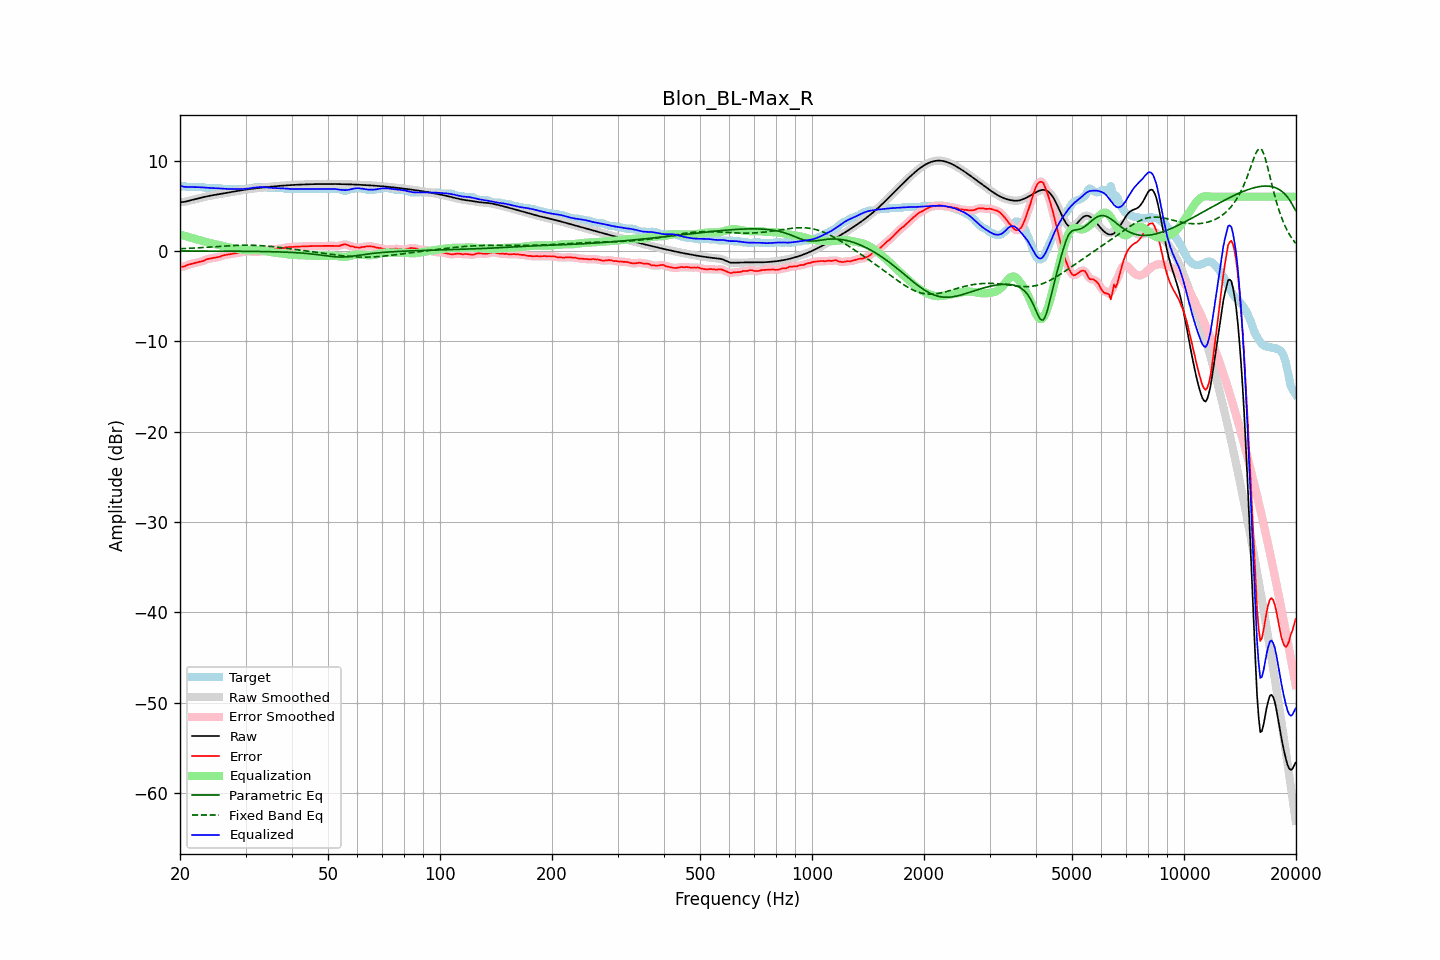 Blon_BL-Max_R
Amplitude (dBr)
10
0
−10
−20
−30
−40
−50
−60
Target
Raw Smoothed
Error Smoothed
Raw
Error
Equalization
Parametric Eq
Fixed Band Eq
Equalized
20 50 100 200 500 1000 2000 5000 10000 20000
Frequency (Hz)